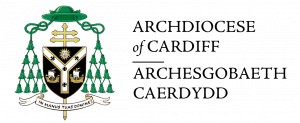 ARCHDIOCESE
of CARDIFF
ARCHESGOBAETH
CAERDYDD
IN MANUS TUAS DOMINE